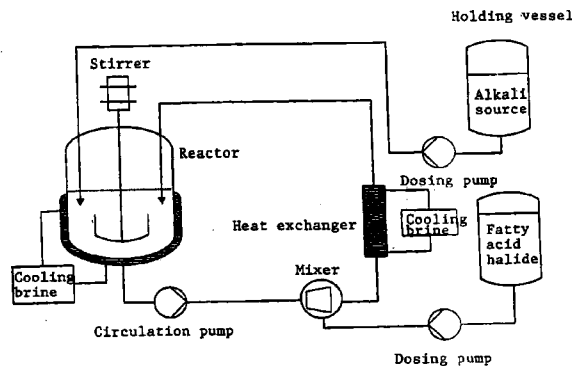 Holding vessel
Stirrer
Alkali
source
Reactor
Dosing pump
Heat exchanger
Cooling
brine
Fatty
acid
halide
Cooling
brine
Mixer
Circulation pump
Dosing pump